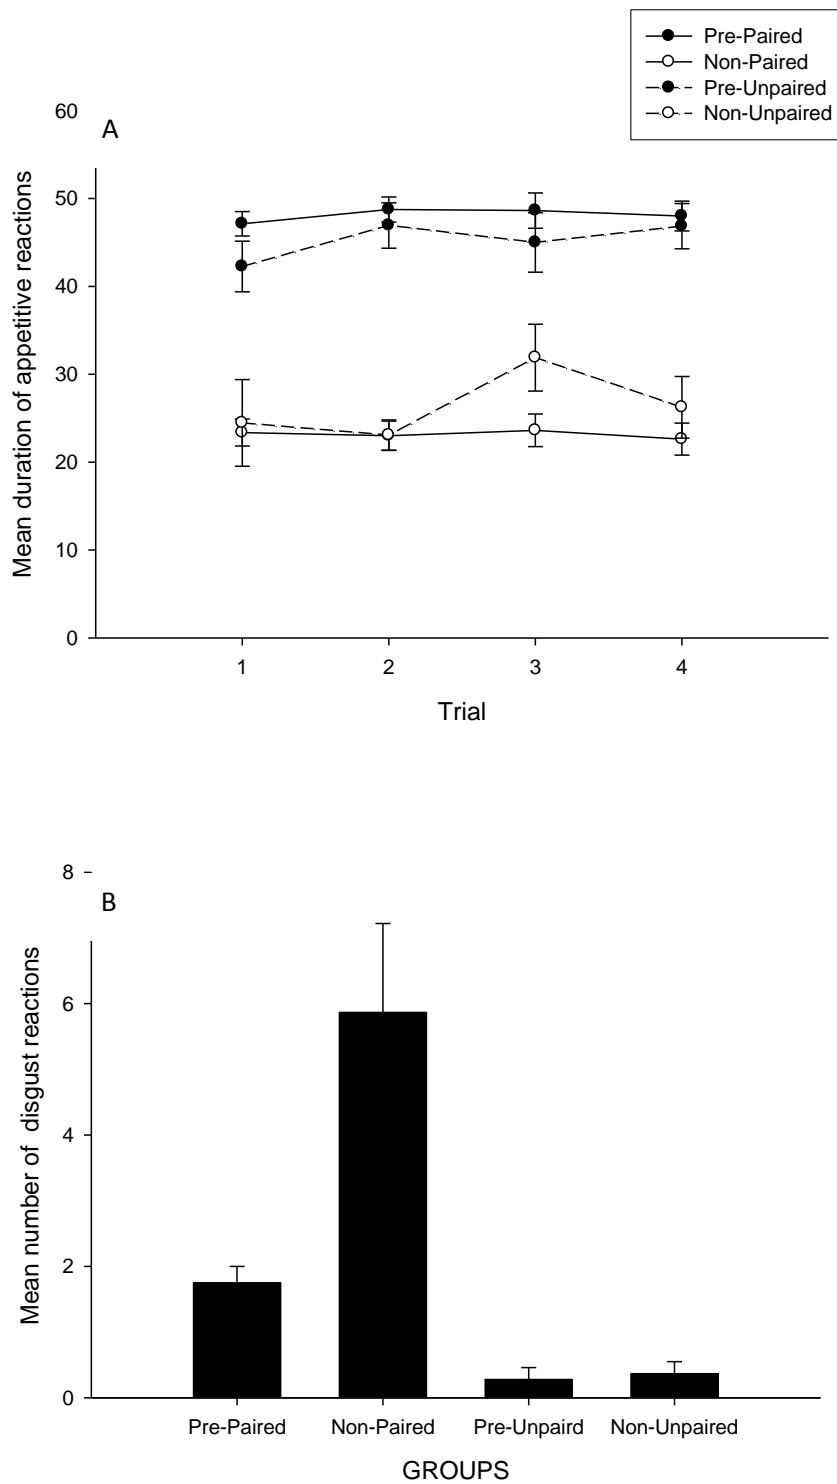 Pre-Paired
Non-Paired
Pre-Unpaired
Non-Unpaired
60
A
50
40
30
20
10
0
Mean duration of appetitive reactions
1 2 3 4
Trial
8
B
6
4
2
0
Mean number of disgust reactions
Pre-Paired Non-Paired Pre-Unpaird Non-Unpaired
GROUPS